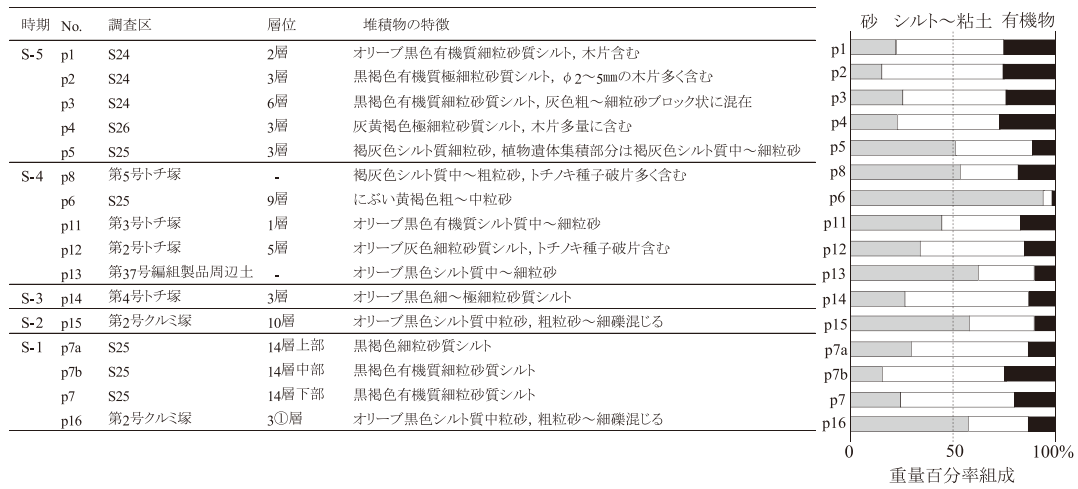 時期 No. 調査区 層位 堆積物の特徴
S-5 p1 S24 2層 オリーブ黒色有機質細粒砂質シルト, 木片含む
p2 S24 3層 黒褐色有機質極細粒砂質シルト, φ2～5㎜の木片多く含む
p3 S24 6層 黒褐色有機質細粒砂質シルト, 灰色粗～細粒砂ブロック状に混在
p4 S26 3層 灰黄褐色極細粒砂質シルト, 木片多量に含む
p5 S25 3層 褐灰色シルト質細粒砂, 植物遺体集積部分は褐灰色シルト質中～細粒砂
S-4 p8 第5号トチ塚 - 褐灰色シルト質中～粗粒砂, トチノキ種子破片多く含む
p6 S25 9層 にぶい黄褐色粗～中粒砂
p11 第3号トチ塚 1層 オリーブ黒色有機質シルト質中～細粒砂
p12 第2号トチ塚 5層 オリーブ灰色細粒砂質シルト, トチノキ種子破片含む
p13 第37号編組製品周辺土 - オリーブ黒色シルト質中～細粒砂
S-3 p14 第4号トチ塚 3層 オリーブ黒色細～極細粒砂質シルト
S-2 p15 第2号クルミ塚 10層 オリーブ黒色シルト質中粒砂, 粗粒砂～細礫混じる
S-1 p7a S25 14層上部 黒褐色細粒砂質シルト
p7b S25 14層中部 黒褐色有機質細粒砂質シルト
p7 S25 14層下部 黒褐色有機質細粒砂質シルト
p16 第2号クルミ塚 3①層 オリーブ黒色シルト質中粒砂, 粗粒砂～細礫混じる
砂 シルト～粘土 有機物
p1
p2
p3
p4
p5
p8
p6
p11
p12
p13
p14
p15
p7a
p7b
p7
p16
0 50 100%
重量百分率組成